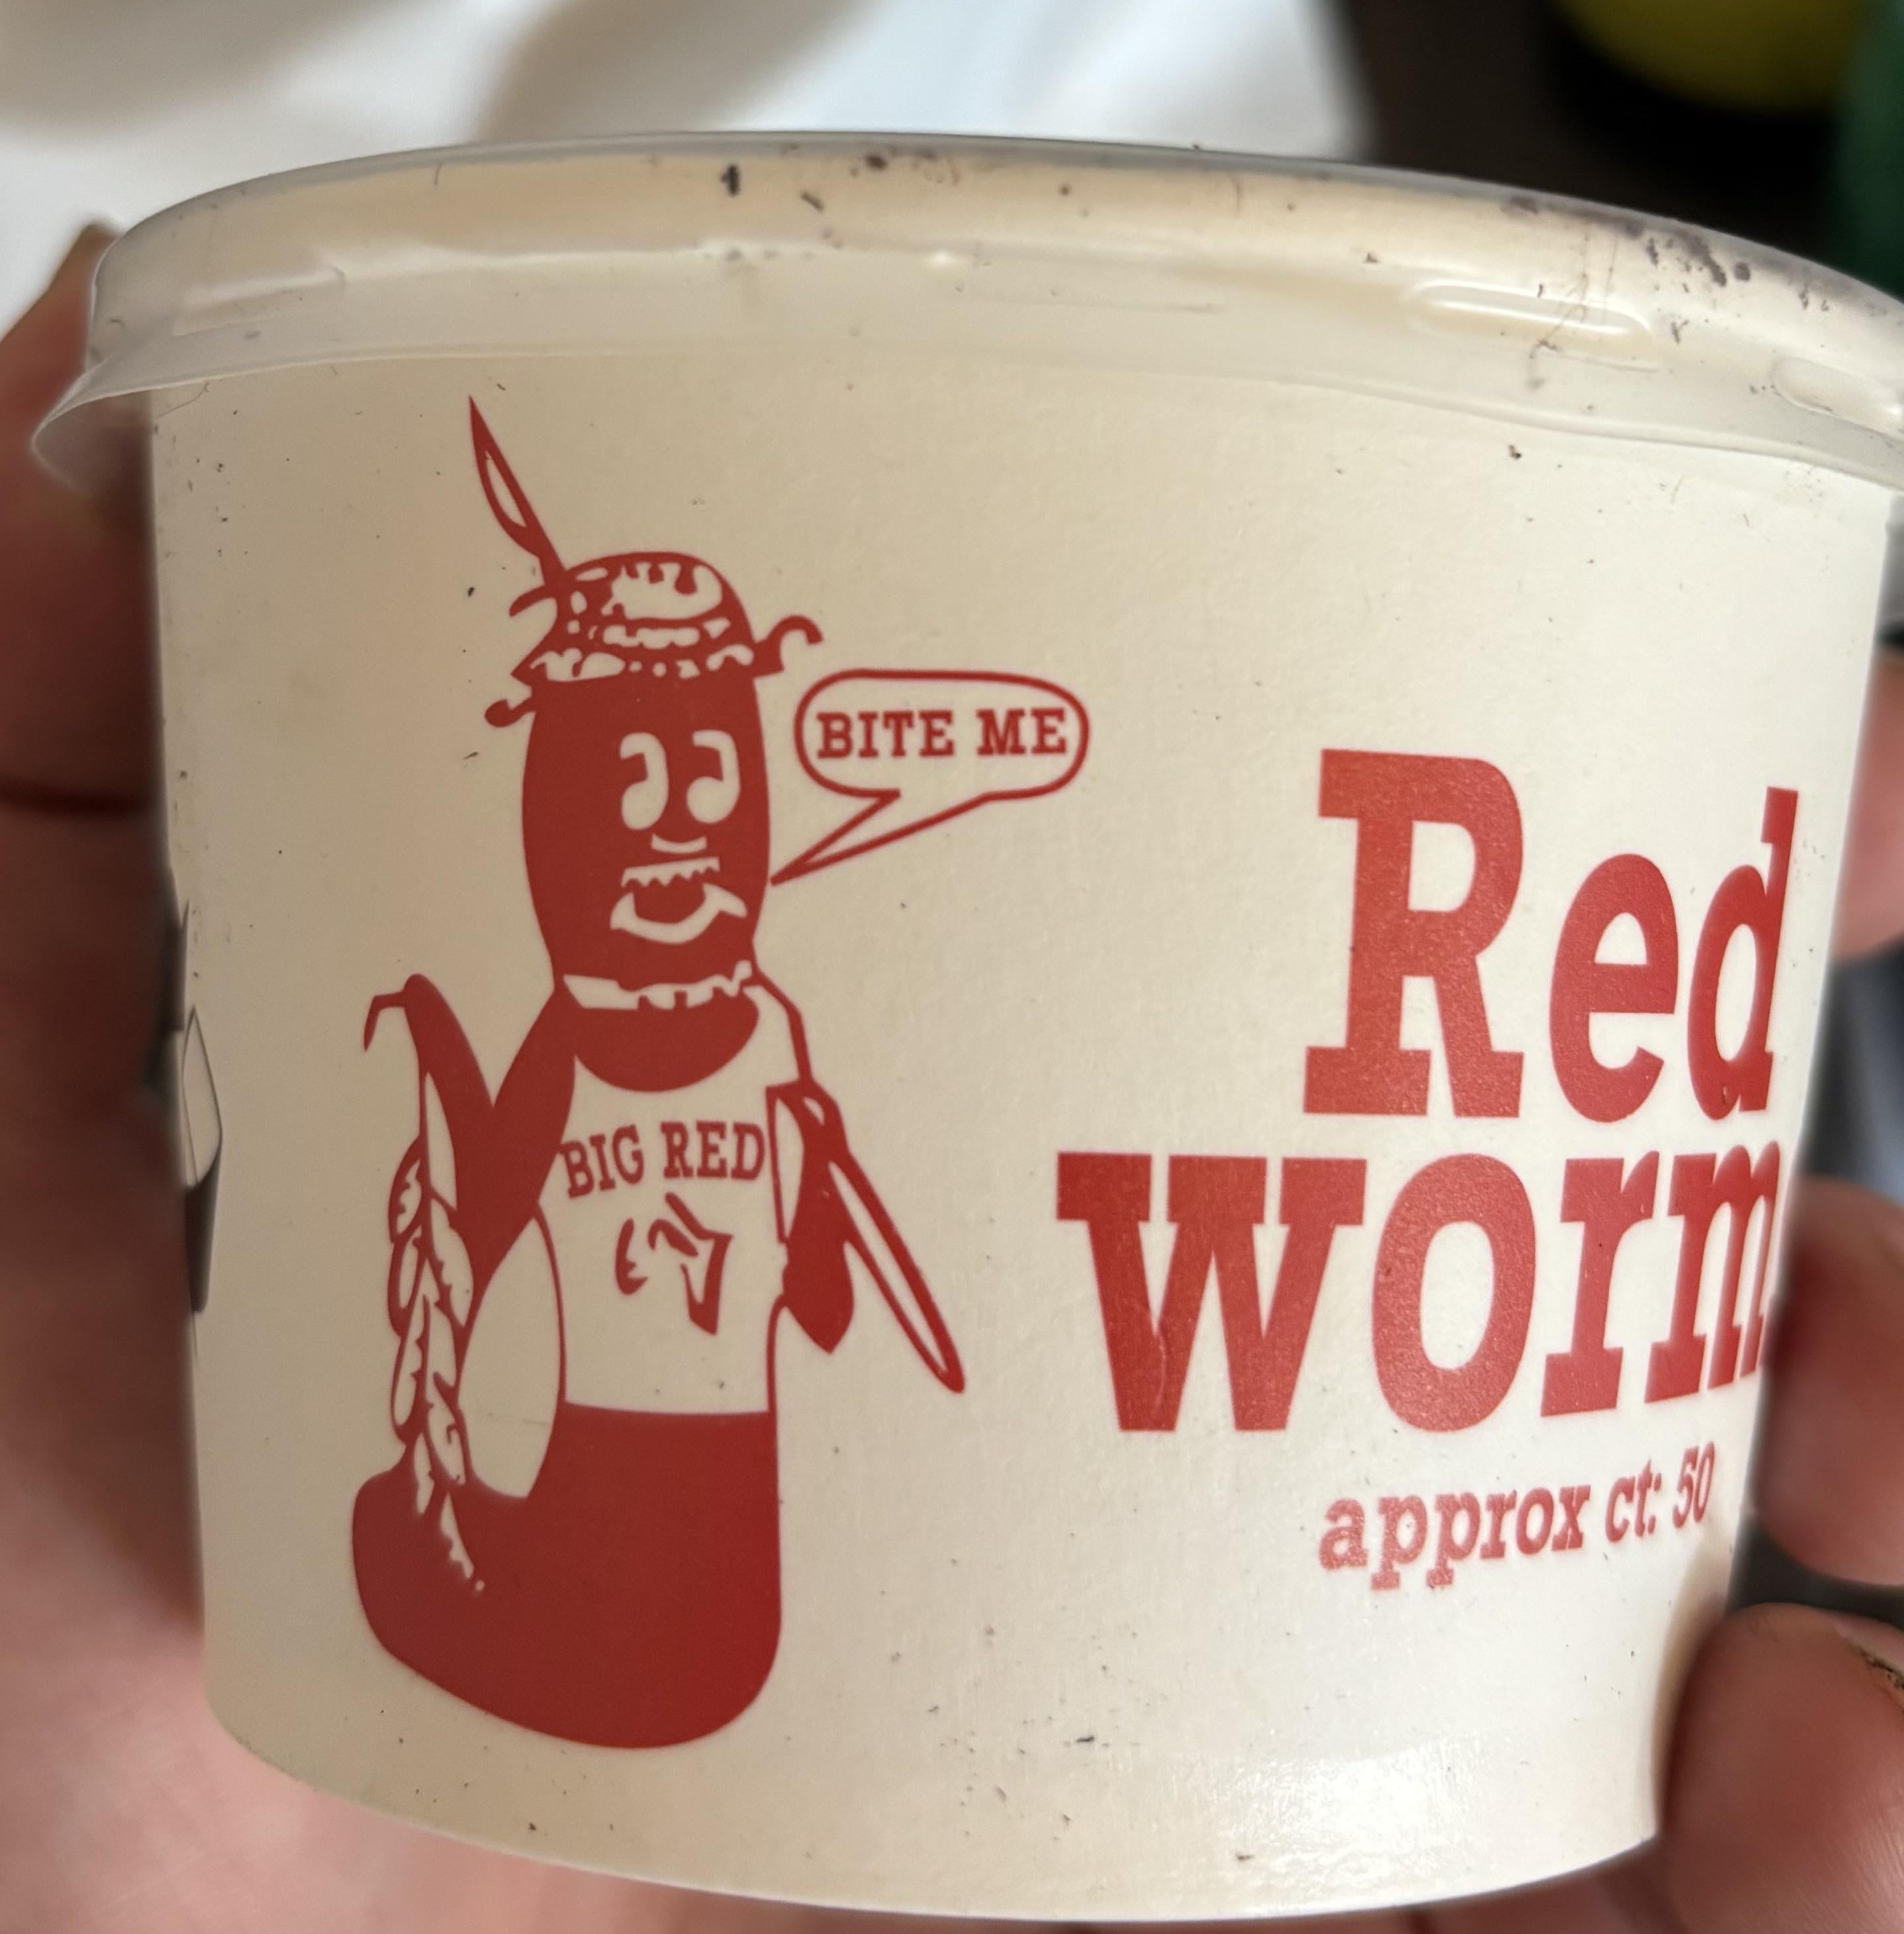 BITE ME
BIG RED
Red
worm
approx ct: 50